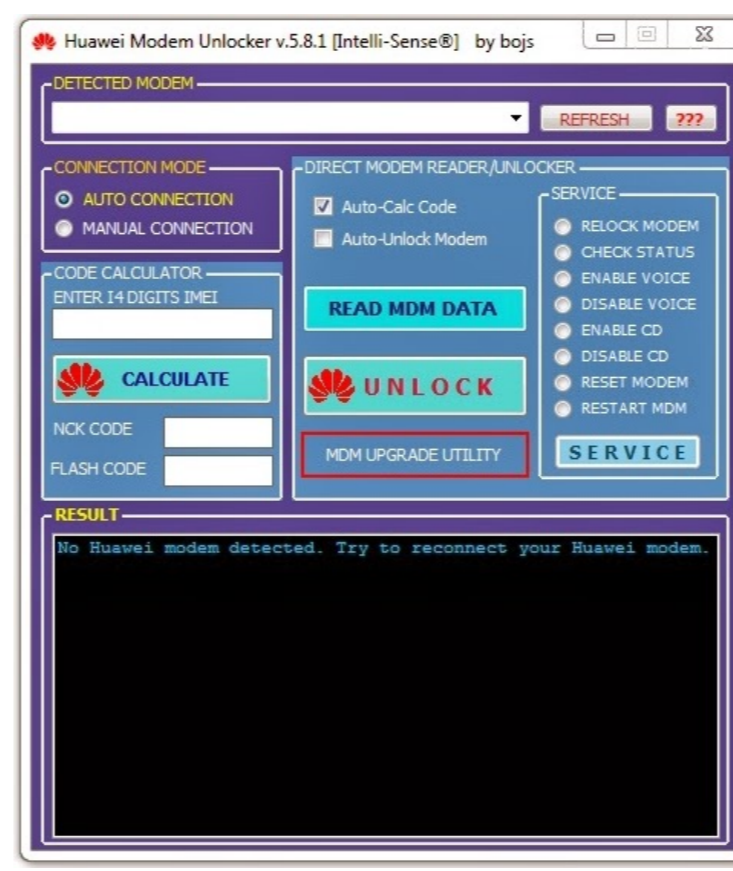 Huawei Modem Unlocker v.5.8.1 [Intelli-Sense®] by bojs
DETECTED MODEM
REFRESH
???
CONNECTION MODE
AUTO CONNECTION
MANUAL CONNECTION
CODE CALCULATOR
ENTER 14 DIGITS IMEI
CALCULATE
NCK CODE
FLASH CODE
DIRECT MODEM READER/UNLOCKER
Auto-Calc Code
Auto-Unlock Modem
READ MDM DATA
UNLOCK
MDM UPGRADE UTILITY
SERVICE
RELOCK MODEM
CHECK STATUS
ENABLE VOICE
DISABLE VOICE
ENABLE CD
DISABLE CD
RESET MODEM
RESTART MDM
SERVICE
RESULT
No Huawei modem detected. Try to reconnect your Huawei modem.